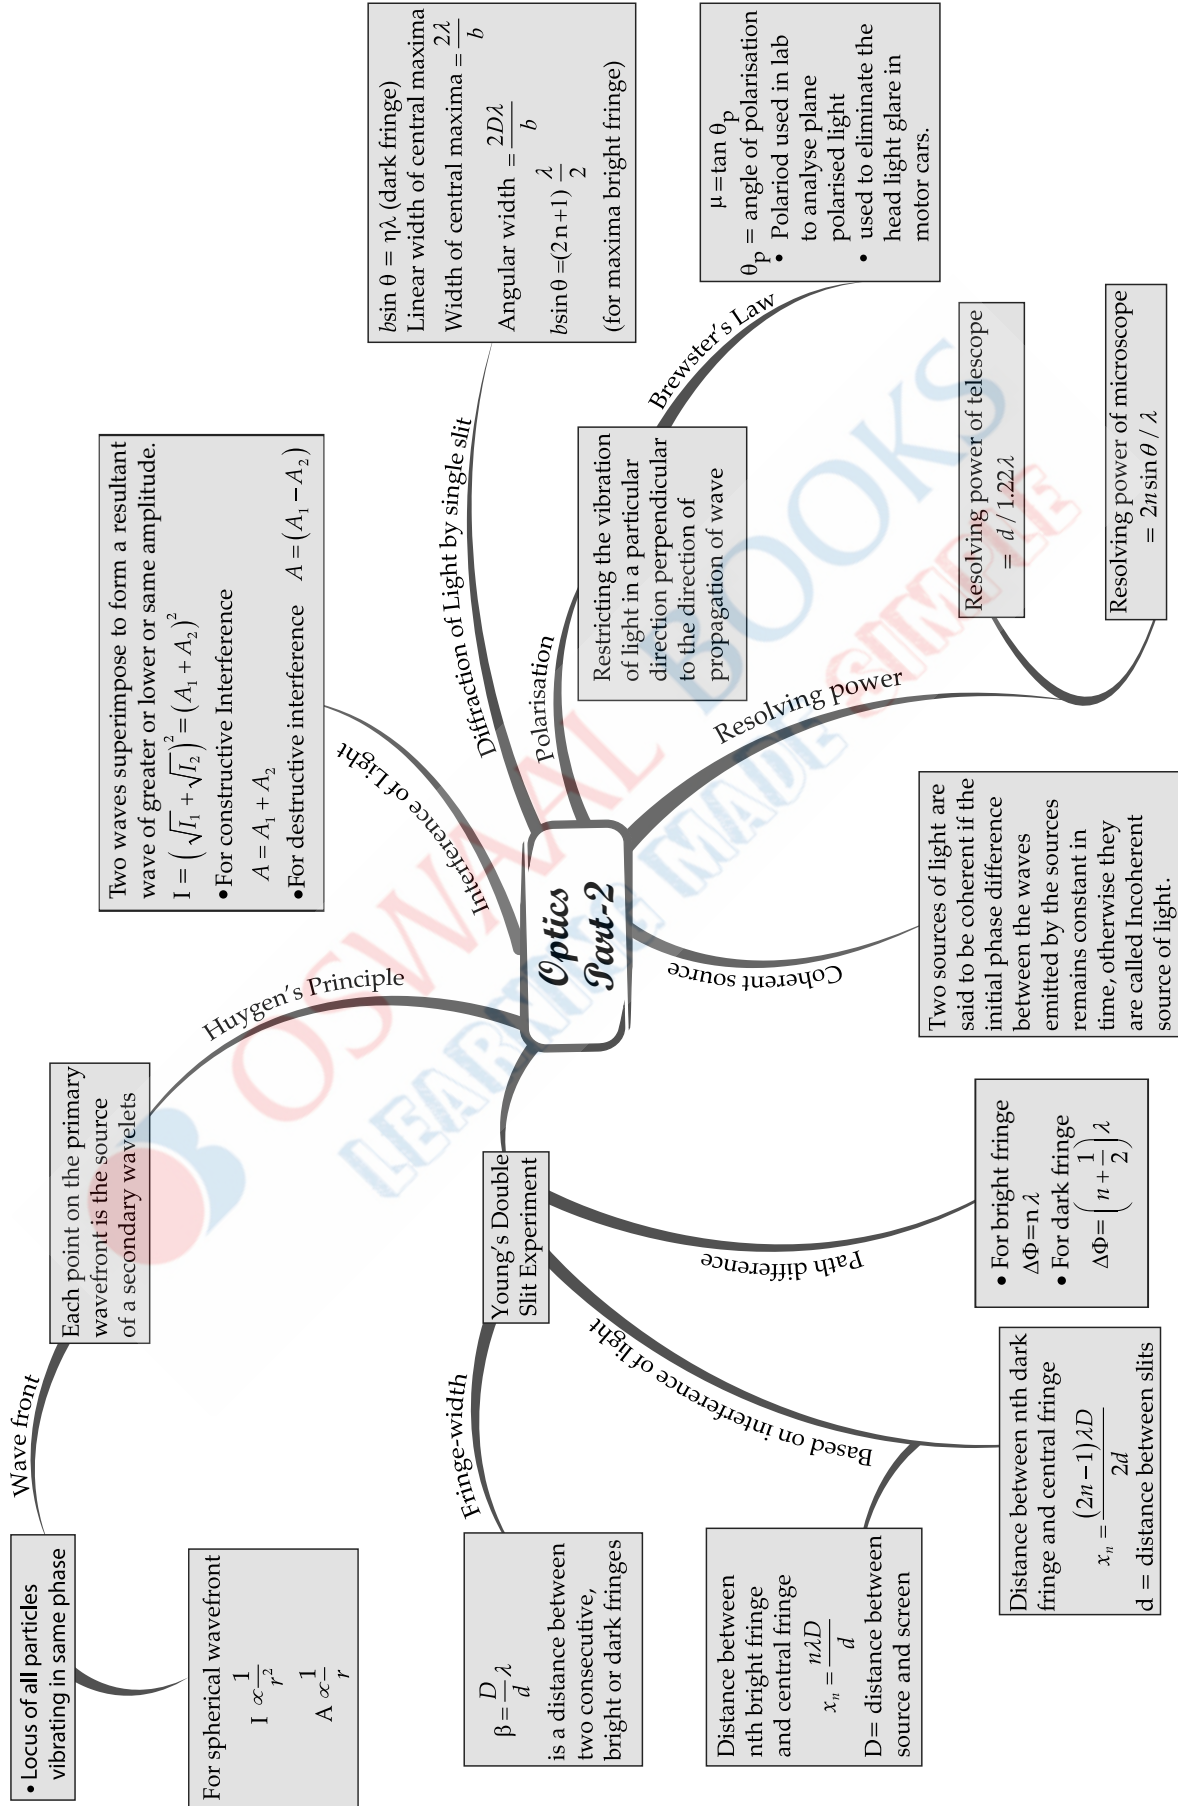 Optics
Part-2
Wave front
• Locus of all particles
vibrating in same phase
For spherical wavefront
I ∝ 1/r²
A ∝ 1/r
Huygen's Principle
Each point on the primary
wavefront is the source
of a secondary wavelets
Interference of Light
Two waves superimpose to form a resultant
wave of greater or lower or same amplitude.
I = (√I₁ + √I₂)² = (A₁ + A₂)²
•For constructive Interference
A = A₁ + A₂
•For destructive interference A = (A₁ − A₂)
Diffraction of Light by single slit
bsin θ = ηλ (dark fringe)
Linear width of central maxima
Width of central maxima = 2λ/b
Angular width = 2Dλ/b
bsinθ =(2n+1) λ/2
(for maxima bright fringe)
Polarisation
Restricting the vibration
of light in a particular
direction perpendicular
to the direction of
propagation of wave
Brewster's Law
μ=tan θp
θp = angle of polarisation
• Polariod used in lab
to analyse plane
polarised light
• used to eliminate the
head light glare in
motor cars.
Resolving power
Resolving power of telescope
= d / 1.22λ
Resolving power of microscope
= 2n sinθ / λ
Coherent source
Two sources of light are
said to be coherent if the
initial phase difference
between the waves
emitted by the sources
remains constant in
time, otherwise they
are called Incoherent
source of light.
Young's Double
Slit Experiment
Path difference
• For bright fringe
ΔΦ=n λ
• For dark fringe
ΔΦ=(n + 1/2) λ
Based on interference of light
Distance between nth dark
fringe and central fringe
xₙ = (2n−1)λD/2d
d = distance between slits
Distance between
nth bright fringe
and central fringe
xₙ = nλD/d
D= distance between
source and screen
Fringe-width
β = D/d λ
is a distance between
two consecutive,
bright or dark fringes
OSWAAL BOOKS
LEARNING MADE SIMPLE